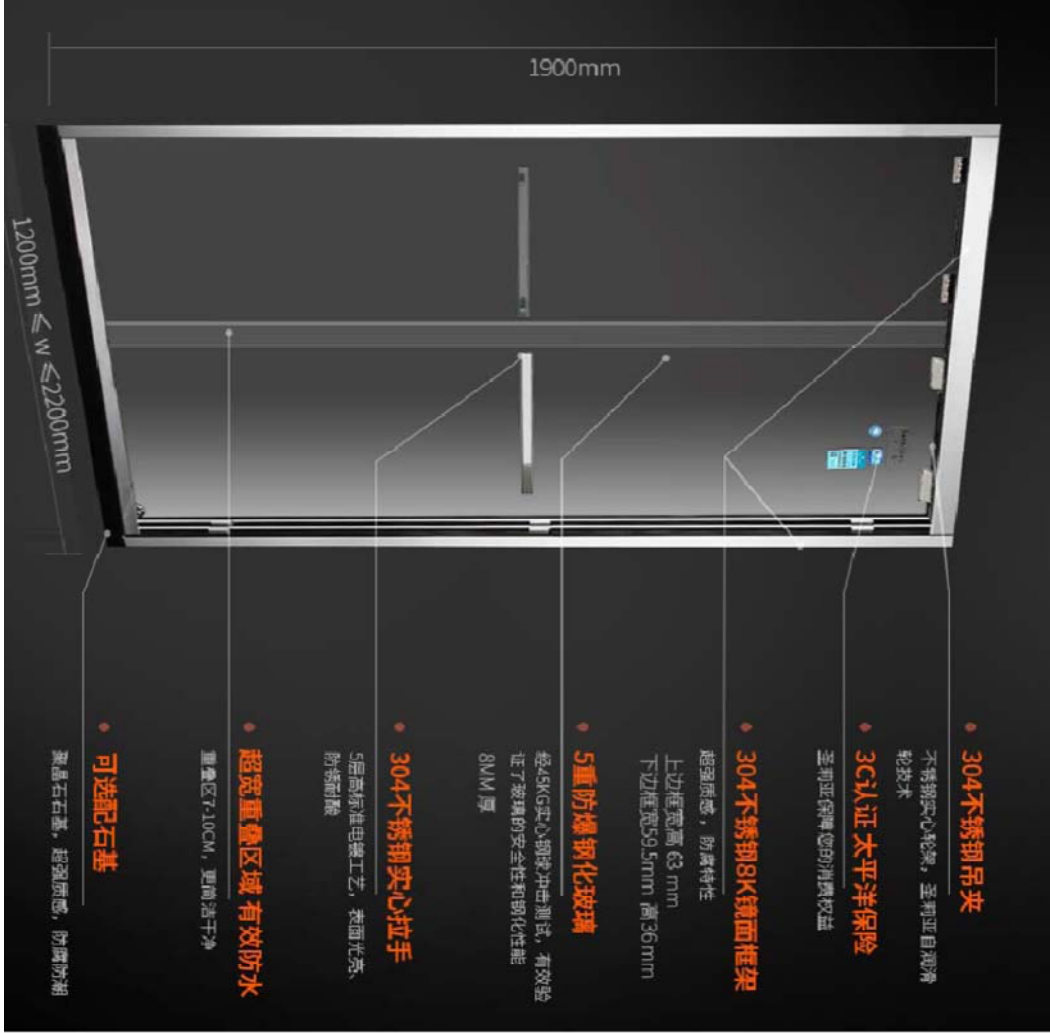 1900mm
1200mm ≤ w ≤2200mm
304不锈钢吊夹
不锈钢实心轮架，圣莉亚自润滑
轮技术
3C认证 太平洋保险
圣莉亚保障您的消费权益
304不锈钢8K镜面框架
超强质感，防腐特性
上边框宽高 63 mm
下边框宽59.5mm 高36mm
5重防爆钢化玻璃
经45KG实心钢球冲击测试，有效验
证了玻璃的安全性和钢化性能
8MM 厚
304不锈钢实心拉手
5层高标准电镀工艺，表面光亮、
防锈耐酸
超宽重叠区域 有效防水
重叠区7-10CM，更简洁干净
可选配石基
聚晶石石基，超强质感，防腐防潮